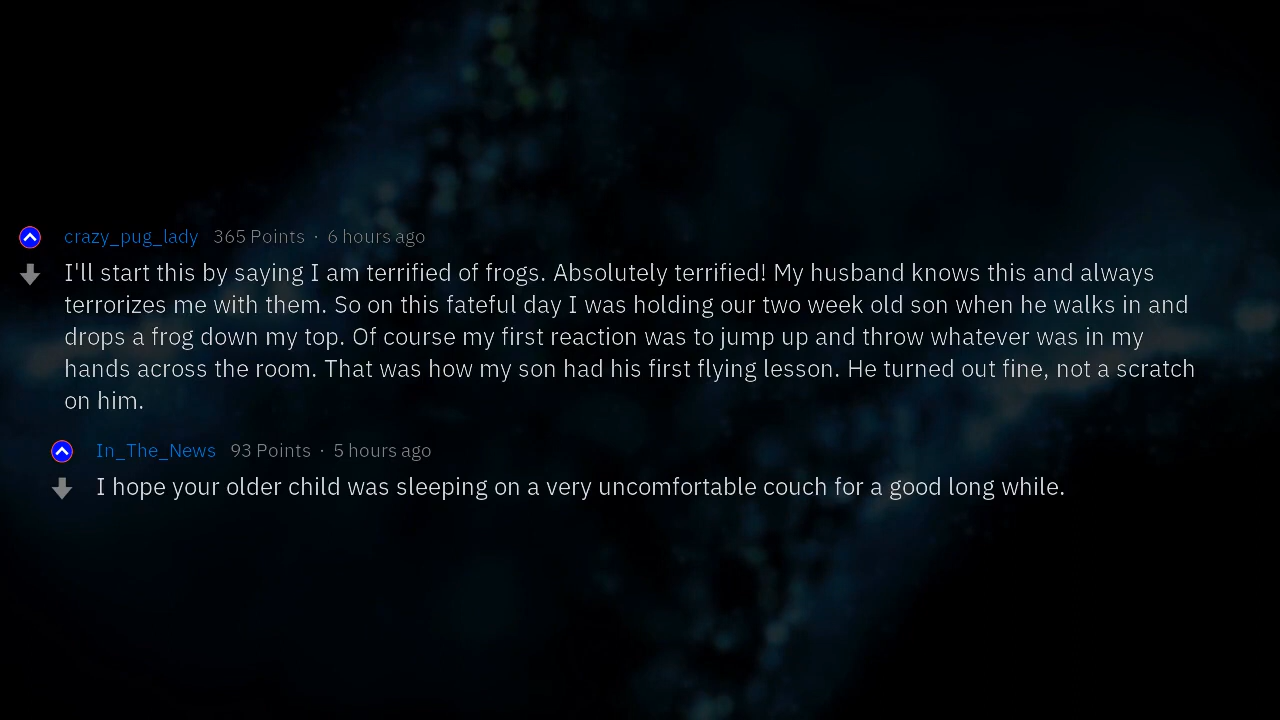 crazy_pug_lady 365 Points · 6 hours ago
I'll start this by saying I am terrified of frogs. Absolutely terrified! My husband knows this and always
terrorizes me with them. So on this fateful day I was holding our two week old son when he walks in and
drops a frog down my top. Of course my first reaction was to jump up and throw whatever was in my
hands across the room. That was how my son had his first flying lesson. He turned out fine, not a scratch
on him.
In_The_News 93 Points · 5 hours ago
I hope your older child was sleeping on a very uncomfortable couch for a good long while.